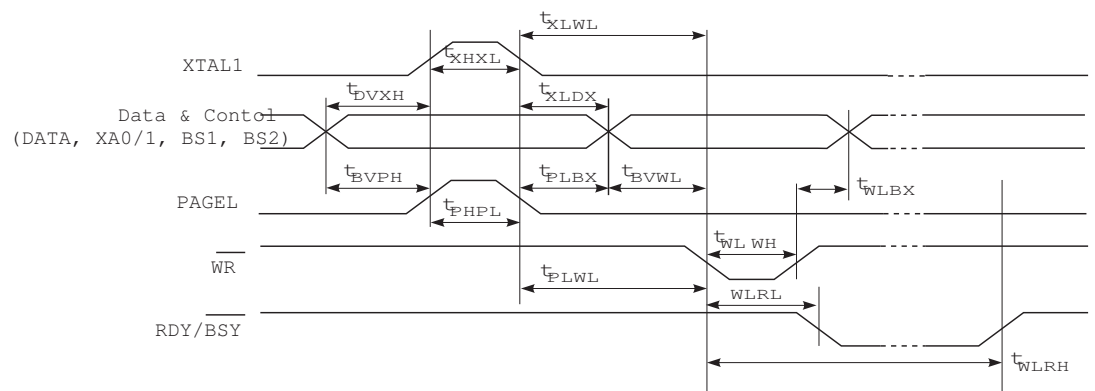 tXLWL
XTAL1
tXHXL
tDVXH
tXLDX
Data & Contol
(DATA, XA0/1, BS1, BS2)
tBVPH
tPLBX
tBVWL
tWLBX
PAGEL
tPHPL
tWL WH
WR
tPLWL
WLRL
RDY/BSY
tWLRH